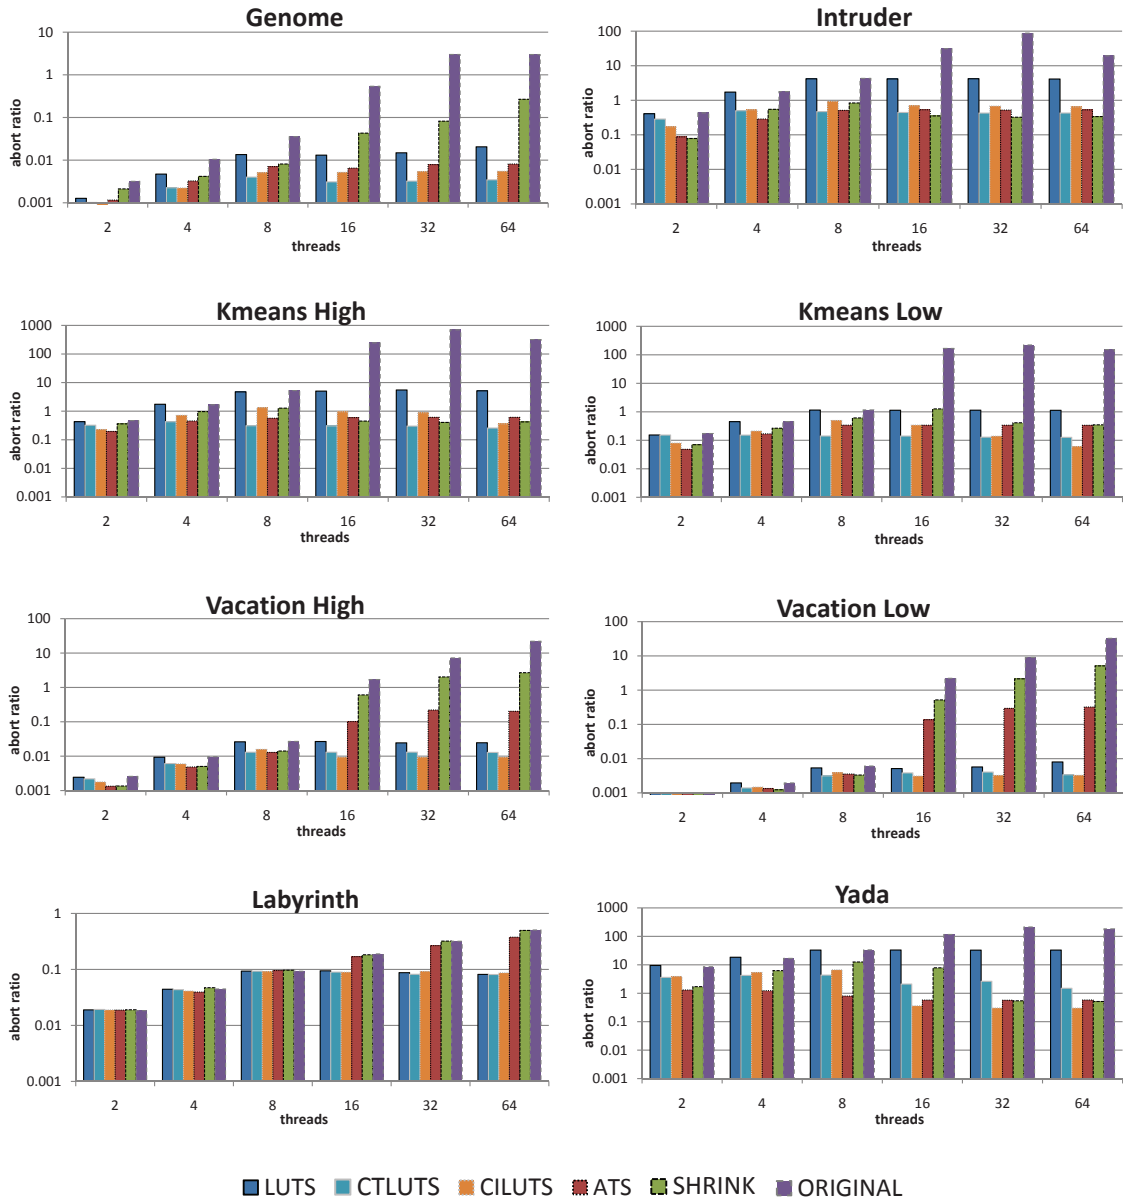 Genome
10
1
0.1
0.01
0.001
abort ratio
2 4 8 16 32 64
threads
Intruder
100
10
1
0.1
0.01
0.001
abort ratio
2 4 8 16 32 64
threads
Kmeans High
1000
100
10
1
0.1
0.01
0.001
abort ratio
2 4 8 16 32 64
threads
Kmeans Low
1000
100
10
1
0.1
0.01
0.001
abort ratio
2 4 8 16 32 64
threads
Vacation High
100
10
1
0.1
0.01
0.001
abort ratio
2 4 8 16 32 64
threads
Vacation Low
100
10
1
0.1
0.01
0.001
abort ratio
2 4 8 16 32 64
threads
Labyrinth
1
0.1
0.01
0.001
abort ratio
2 4 8 16 32 64
threads
Yada
1000
100
10
1
0.1
0.01
0.001
abort ratio
2 4 8 16 32 64
threads
LUTS CTLUTS CILUTS ATS SHRINK ORIGINAL